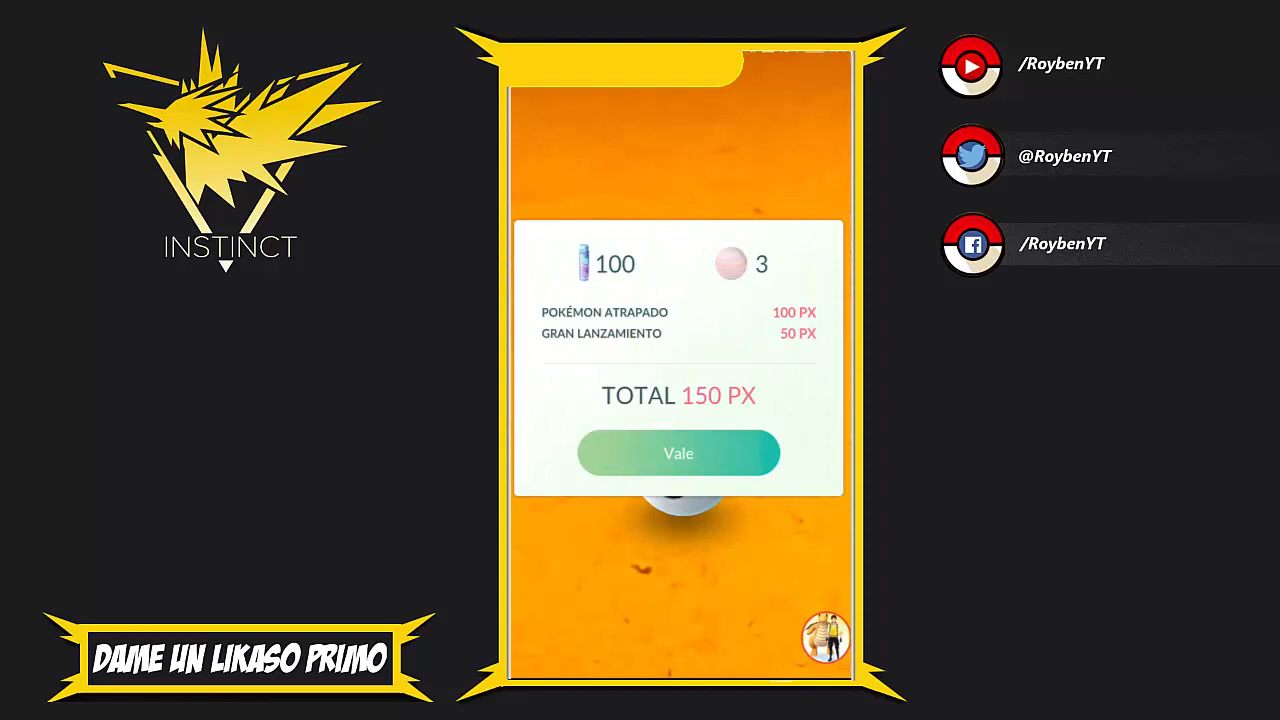 INSTINCT
/RoybenYT
@RoybenYT
/RoybenYT
100 3
POKÉMON ATRAPADO 100 PX
GRAN LANZAMIENTO 50 PX
TOTAL 150 PX
Vale
DAME UN LIKASO PRIMO